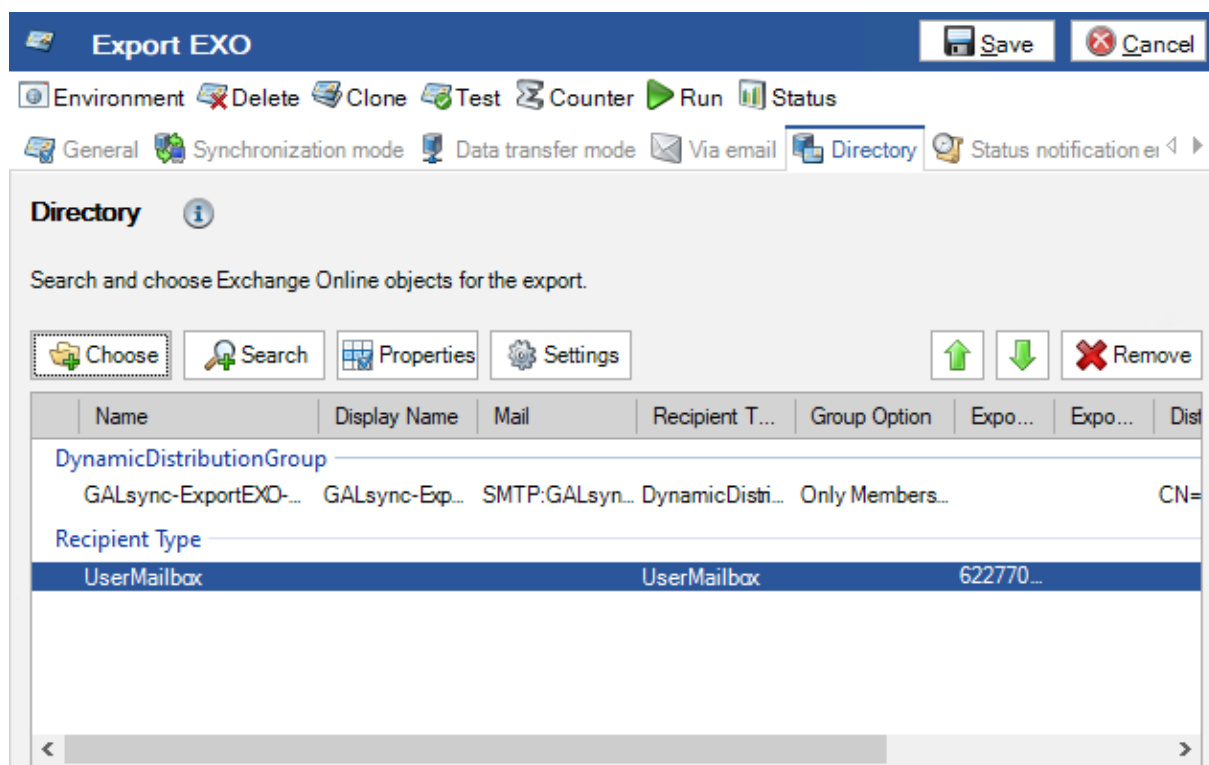 Export EXO Save Cancel
Environment Delete Clone Test Counter Run Status
General Synchronization mode Data transfer mode Via email Directory Status notification er
Directory
Search and choose Exchange Online objects for the export.
Choose Search Properties Settings Remove
Name Display Name Mail Recipient T... Group Option Expo... Expo... Dist
DynamicDistributionGroup
GALsync-ExportEXO-... GALsync-Exp... SMTP:GALsyn... DynamicDistri... Only Members... CN=
Recipient Type
UserMailbox UserMailbox 622770...